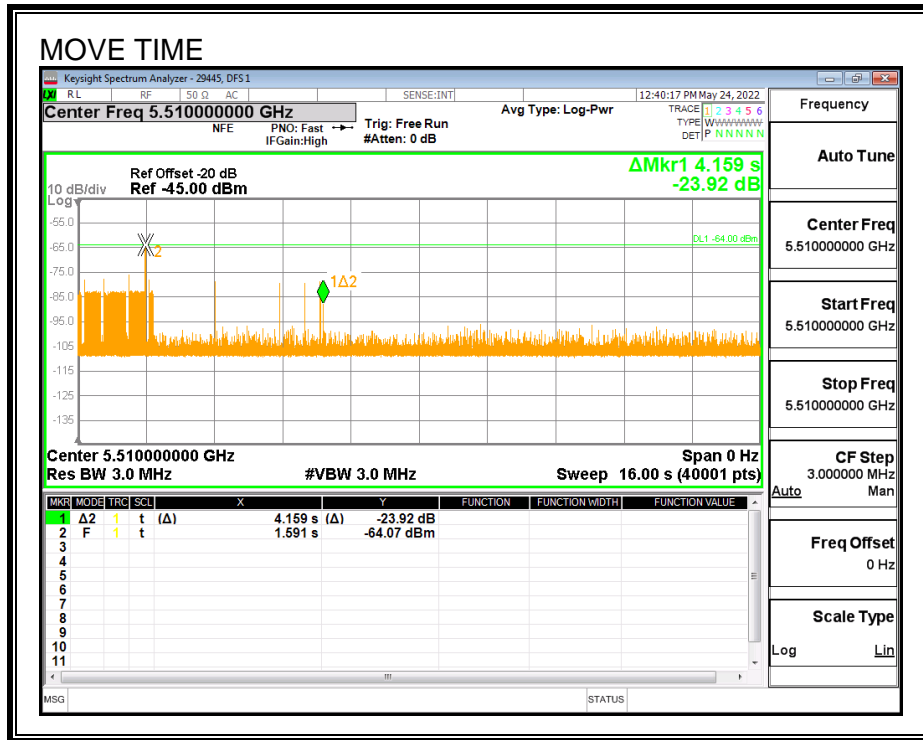 MOVE TIME
Keysight Spectrum Analyzer - 29445, DFS 1
LXI RL RF 50 Ω AC SENSE:INT 12:40:17 PM May 24, 2022
Center Freq 5.510000000 GHz
NFE
PNO: Fast
IFGain:High
Trig: Free Run
#Atten: 0 dB
Avg Type: Log-Pwr
TRACE 1 2 3 4 5 6
TYPE WWWWWWW
DET P N N N N N
ΔMkr1 4.159 s
-23.92 dB
Ref Offset -20 dB
Ref -45.00 dBm
10 dB/div
Log
-55.0
-65.0
-75.0
-85.0
-95.0
-105
-115
-125
-135
DL1 -64.00 dBm
2
1Δ2
Center 5.510000000 GHz
Span 0 Hz
Res BW 3.0 MHz
#VBW 3.0 MHz
Sweep 16.00 s (40001 pts)
MKR MODE TRC SCL X Y FUNCTION FUNCTION WIDTH FUNCTION VALUE
1 Δ2 1 t (Δ) 4.159 s (Δ) -23.92 dB
2 F 1 t 1.591 s -64.07 dBm
3
4
5
6
7
8
9
10
11
MSG
STATUS
Frequency
Auto Tune
Center Freq
5.510000000 GHz
Start Freq
5.510000000 GHz
Stop Freq
5.510000000 GHz
CF Step
3.000000 MHz
Auto Man
Freq Offset
0 Hz
Scale Type
Log Lin